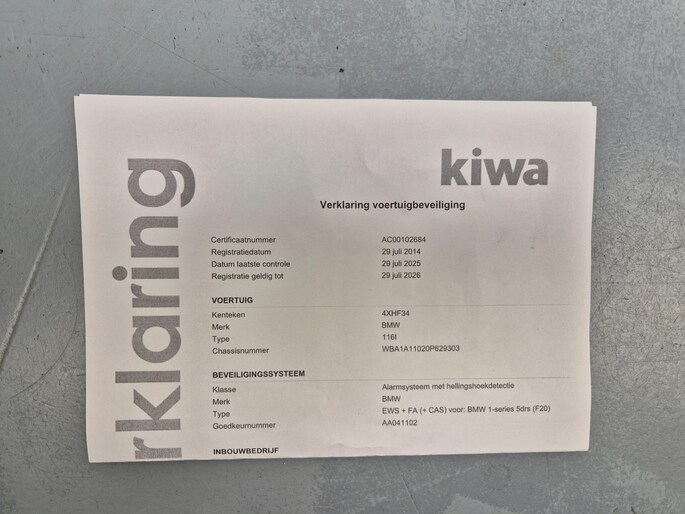 rklaring
kiwa
Verklaring voertuigbeveiliging
Certificaatnummer AC00102684
Registratiedatum 29 juli 2014
Datum laatste controle 29 juli 2025
Registratie geldig tot 29 juli 2026
VOERTUIG
Kenteken 4XHF34
Merk BMW
Type 116I
Chassisnummer WBA1A11020P629303
BEVEILIGINGSSYSTEEM
Klasse Alarmsysteem met hellingshoekdetectie
Merk BMW
Type EWS + FA (+ CAS) voor: BMW 1-series 5drs (F20)
Goedkeurnummer AA041102
INBOUWBEDRIJF